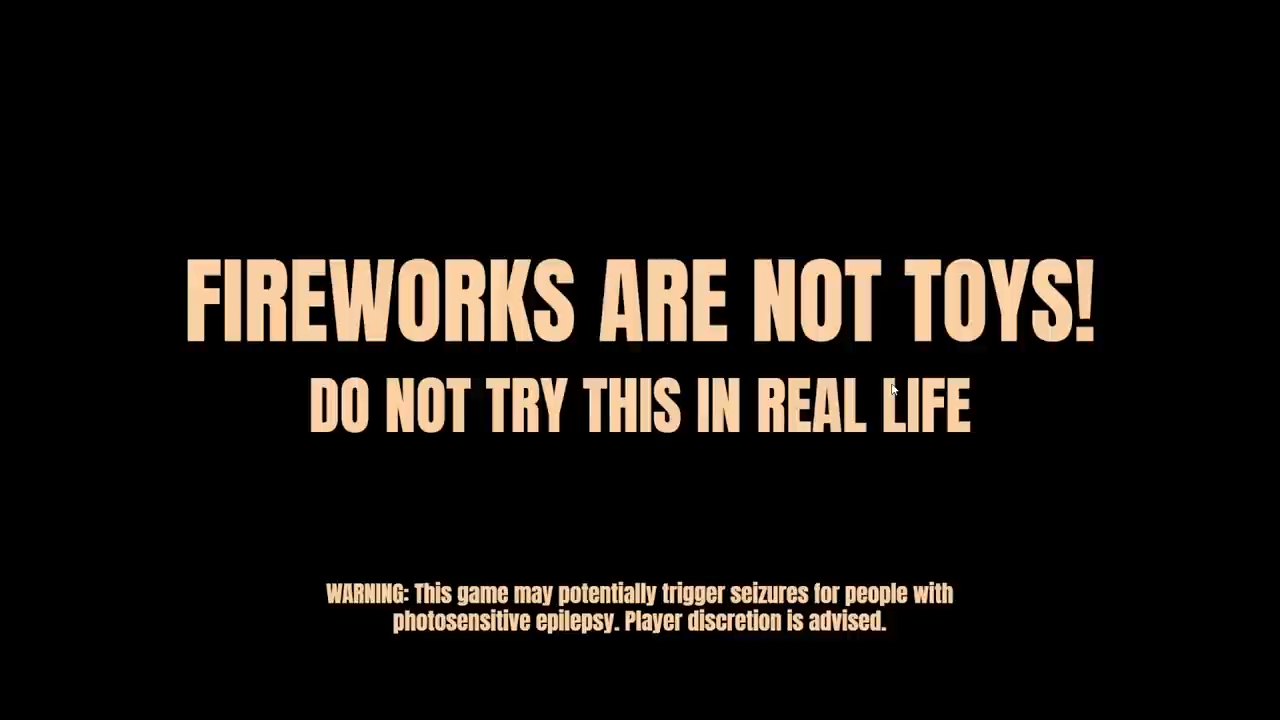 FIREWORKS ARE NOT TOYS!
DO NOT TRY THIS IN REAL LIFE
WARNING: This game may potentially trigger seizures for people with
photosensitive epilepsy. Player discretion is advised.